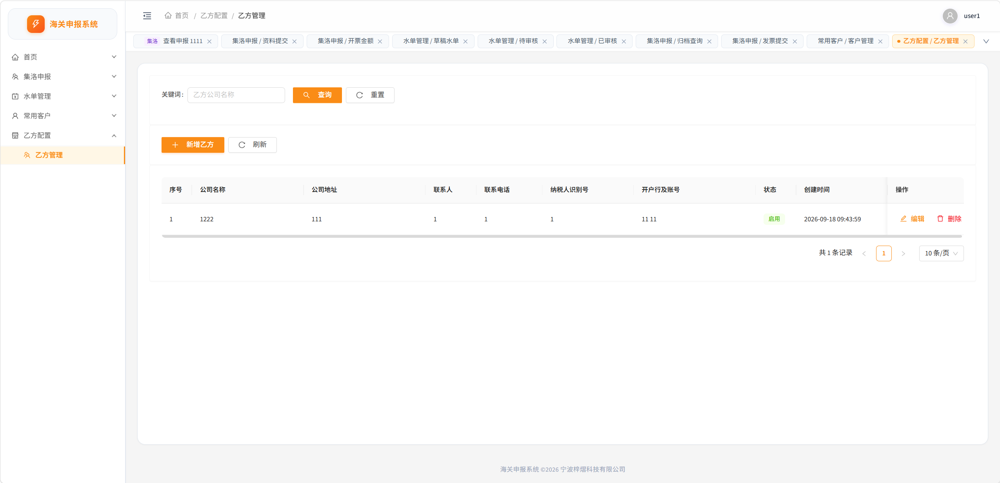 海关申报系统
首页 / 乙方配置 / 乙方管理
user1
集洛 查看申报 1111
集洛申报 / 资料提交
集洛申报 / 开票金额
水单管理 / 草稿水单
水单管理 / 待审核
水单管理 / 已审核
集洛申报 / 归档查询
集洛申报 / 发票提交
常用客户 / 客户管理
乙方配置 / 乙方管理
首页
集洛申报
水单管理
常用客户
乙方配置
乙方管理
关键词: 乙方公司名称 查询 重置
新增乙方 刷新
序号 公司名称 公司地址 联系人 联系电话 纳税人识别号 开户行及账号 状态 创建时间 操作
1 1222 111 1 1 1 11 11 启用 2026-09-18 09:43:59 编辑 删除
共 1 条记录 1 10 条/页
海关申报系统 ©2026 宁波梓熠科技有限公司